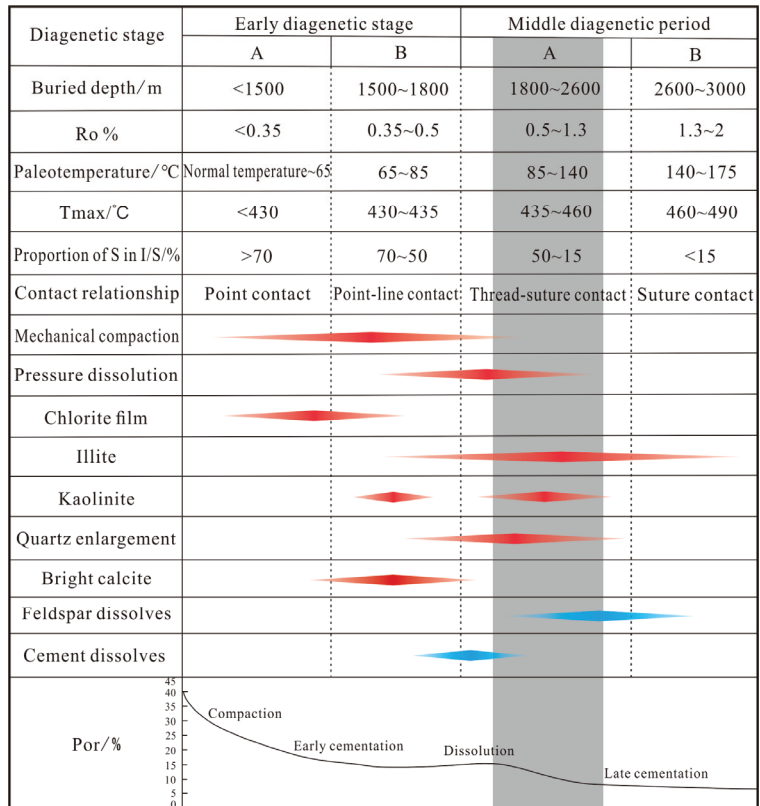 Diagenetic stage
Early diagenetic stage
Middle diagenetic period
A
B
A
B
Buried depth/m
<1500
1500~1800
1800~2600
2600~3000
Ro %
<0.35
0.35~0.5
0.5~1.3
1.3~2
Paleotemperature/℃
Normal temperature~65
65~85
85~140
140~175
Tmax/℃
<430
430~435
435~460
460~490
Proportion of S in I/S/%
>70
70~50
50~15
<15
Contact relationship
Point contact
Point-line contact
Thread-suture contact
Suture contact
Mechanical compaction
Pressure dissolution
Chlorite film
Illite
Kaolinite
Quartz enlargement
Bright calcite
Feldspar dissolves
Cement dissolves
Por/%
45
40
35
30
25
20
15
10
5
0
Compaction
Early cementation
Dissolution
Late cementation